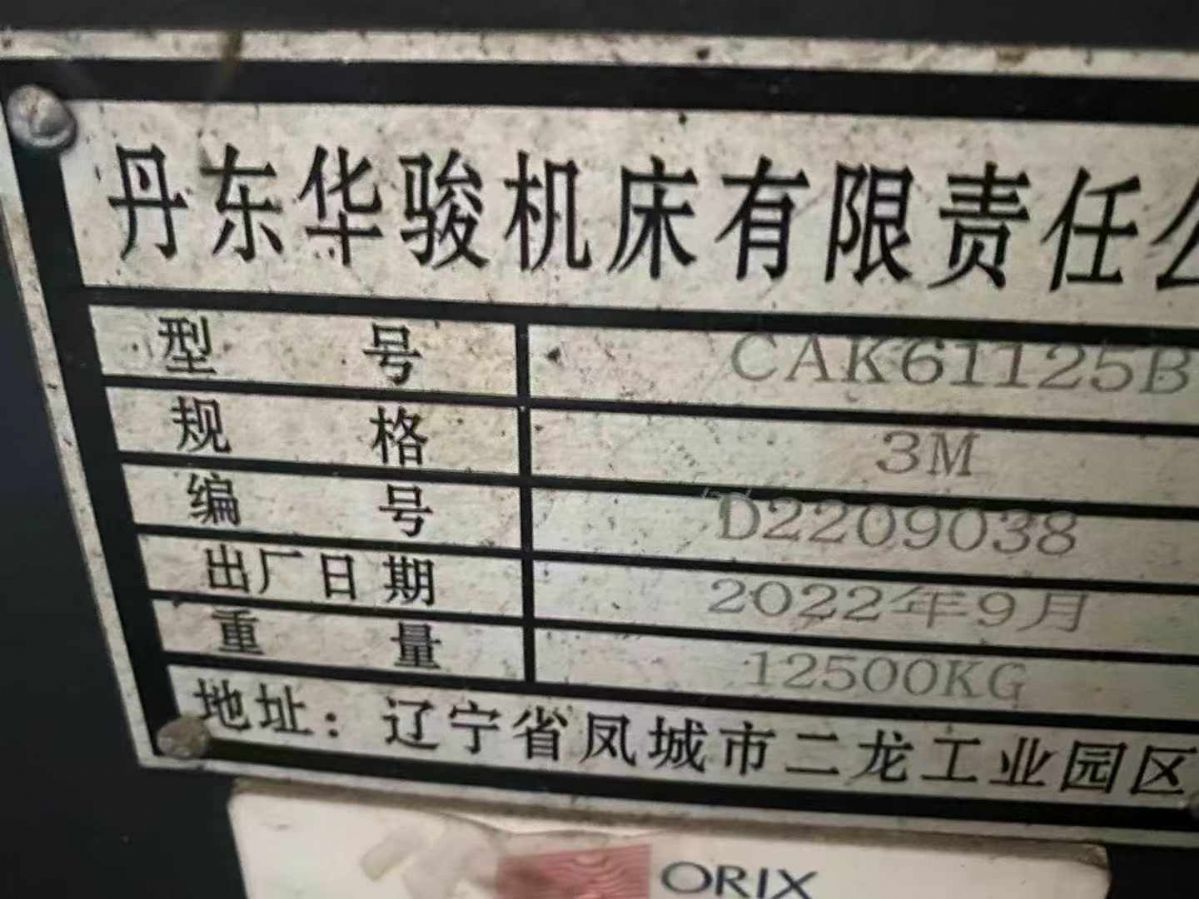 丹东华骏机床有限责任公
型号 CAK61125B
规格 3M
编号 D2209038
出厂日期 2022年9月
重量 12500KG
地址：辽宁省凤城市二龙工业园区
ORIX